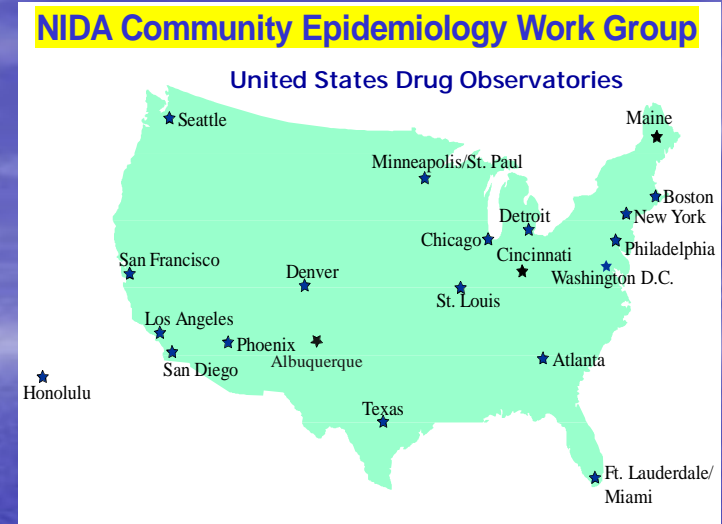 NIDA Community Epidemiology Work Group
United States Drug Observatories
Seattle
Maine
Minneapolis/St. Paul
Boston
New York
Detroit
Chicago
Philadelphia
Cincinnati
San Francisco
Denver
Washington D.C.
St. Louis
Los Angeles
Phoenix
Albuquerque
San Diego
Atlanta
Honolulu
Texas
Ft. Lauderdale/
Miami